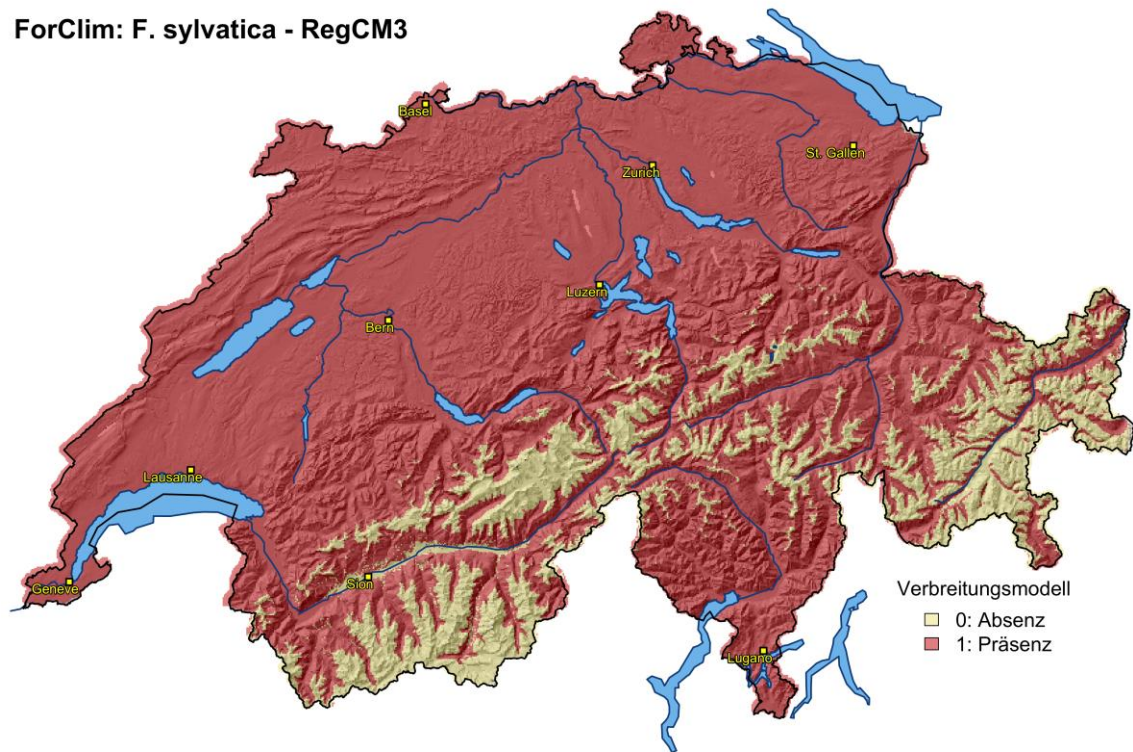 ForClim: F. sylvatica - RegCM3
Basel
St. Gallen
Zurich
Luzern
Bern
Lausanne
Sion
Geneve
Lugano
Verbreitungsmodell
0: Absenz
1: Präsenz